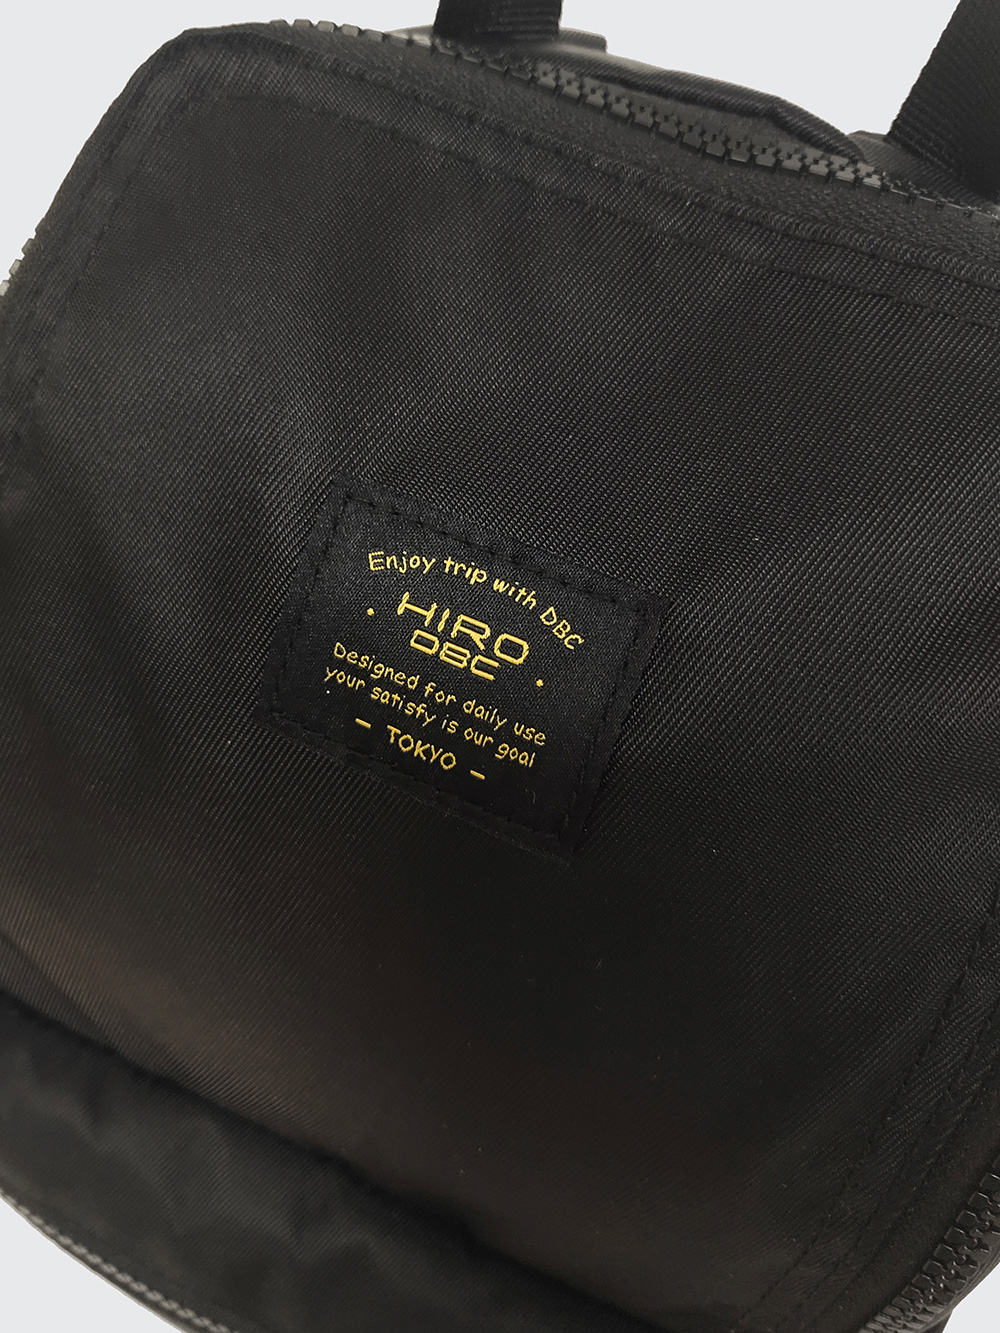 Enjoy trip with DBC
HIRO
DBC
Designed for daily use
your satisfy is our goal
- TOKYO -